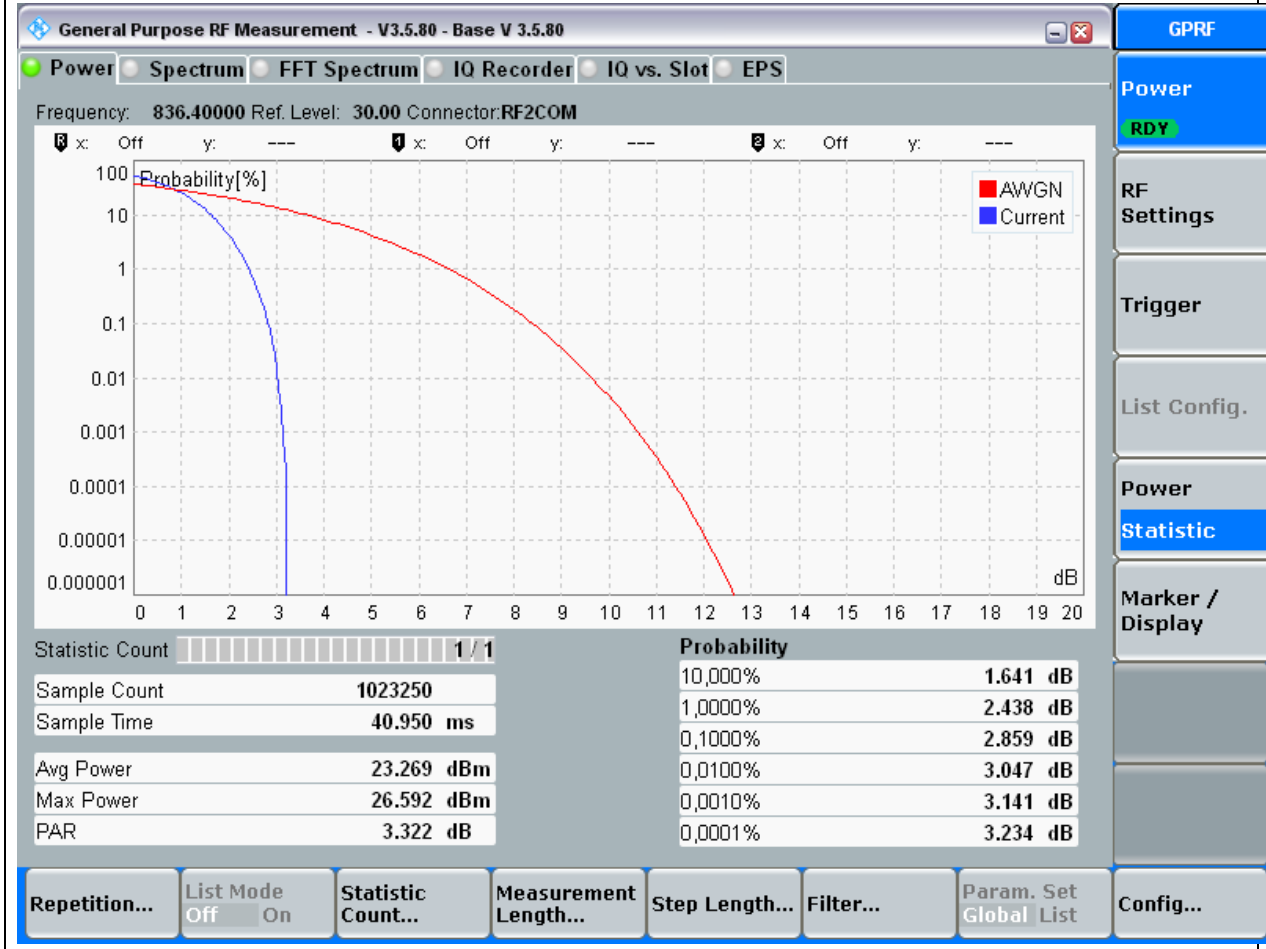 General Purpose RF Measurement - V3.5.80 - Base V 3.5.80
GPRF
Power Spectrum FFT Spectrum IQ Recorder IQ vs. Slot EPS
Frequency: 836.40000 Ref. Level: 30.00 Connector:RF2COM
R x: Off y: --- 1 x: Off y: --- 2 x: Off y: ---
Probability[%]
AWGN
Current
100
10
1
0.1
0.01
0.001
0.0001
0.00001
0.000001
dB
0 1 2 3 4 5 6 7 8 9 10 11 12 13 14 15 16 17 18 19 20
Statistic Count 1 / 1
Sample Count 1023250
Sample Time 40.950 ms
Avg Power 23.269 dBm
Max Power 26.592 dBm
PAR 3.322 dB
Probability
10,000% 1.641 dB
1,0000% 2.438 dB
0,1000% 2.859 dB
0,0100% 3.047 dB
0,0010% 3.141 dB
0,0001% 3.234 dB
Power
RDY
RF
Settings
Trigger
List Config.
Power
Statistic
Marker /
Display
Repetition...
List Mode
Off On
Statistic
Count...
Measurement
Length...
Step Length...
Filter...
Param. Set
Global List
Config...